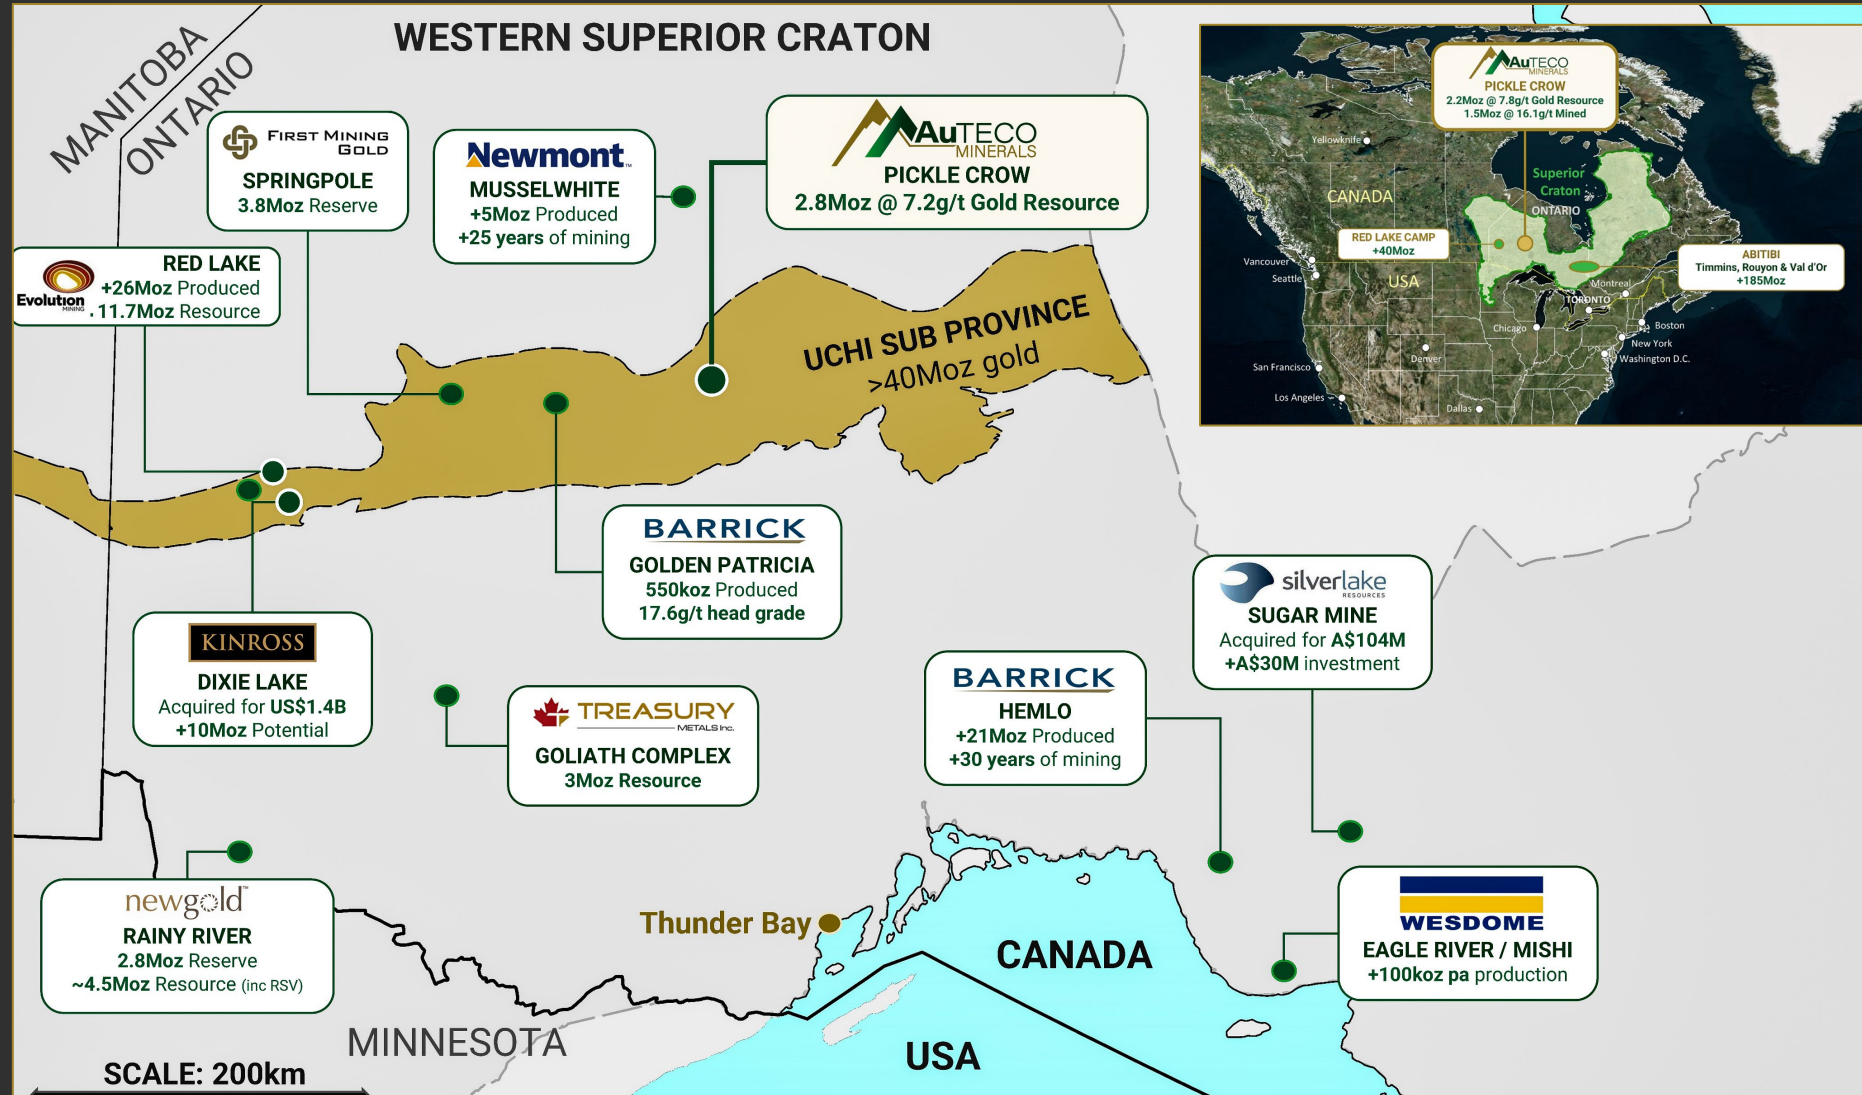 WESTERN SUPERIOR CRATON
MANITOBA
ONTARIO
FIRST MINING
GOLD
SPRINGPOLE
3.8Moz Reserve
Newmont™
MUSSELWHITE
+5Moz Produced
+25 years of mining
AuTECO
MINERALS
PICKLE CROW
2.8Moz @ 7.2g/t Gold Resource
Evolution
MINING
RED LAKE
+26Moz Produced
11.7Moz Resource
UCHI SUB PROVINCE
>40Moz gold
BARRICK
GOLDEN PATRICIA
550koz Produced
17.6g/t head grade
KINROSS
DIXIE LAKE
Acquired for US$1.4B
+10Moz Potential
TREASURY
METALS Inc.
GOLIATH COMPLEX
3Moz Resource
BARRICK
HEMLO
+21Moz Produced
+30 years of mining
silverlake
RESOURCES
SUGAR MINE
Acquired for A$104M
+A$30M investment
newgold™
RAINY RIVER
2.8Moz Reserve
~4.5Moz Resource (inc RSV)
WESDOME
EAGLE RIVER / MISHI
+100koz pa production
Thunder Bay
CANADA
USA
MINNESOTA
SCALE: 200km
AuTECO
MINERALS
PICKLE CROW
2.2Moz @ 7.8g/t Gold Resource
1.5Moz @ 16.1g/t Mined
Yellowknife
Superior
Craton
CANADA
ONTARIO
RED LAKE CAMP
+40Moz
ABITIBI
Timmins, Rouyon & Val d'Or
+185Moz
Vancouver
Seattle
USA
Montreal
TORONTO
Chicago
Boston
New York
Washington D.C.
Denver
San Francisco
Los Angeles
Dallas